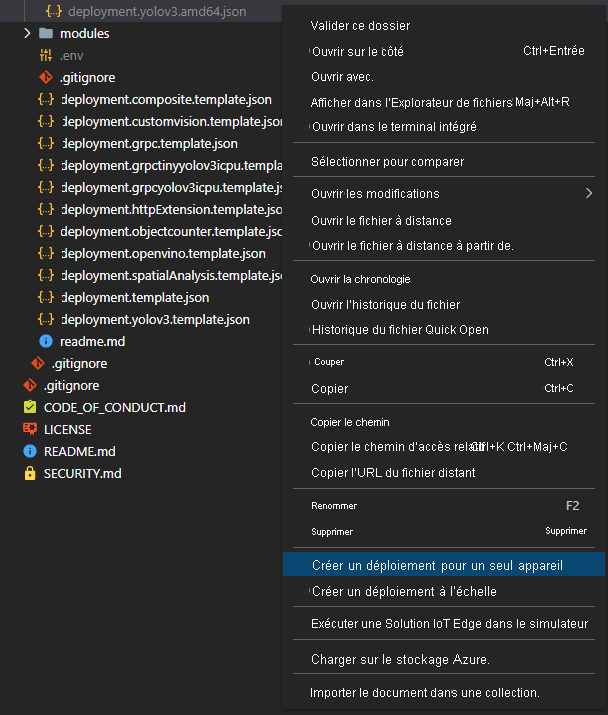 deployment.yolov3.amd64.json
modules
.env
.gitignore
deployment.composite.template.json
deployment.customvision.template.json
deployment.grpc.template.json
deployment.grpctinyyolov3icpu.templa
deployment.grpcyolov3icpu.template.js
deployment.httpExtension.template.jso
deployment.objectcounter.template.jso
deployment.openvino.template.json
deployment.spatialAnalysis.template.jso
deployment.template.json
deployment.yolov3.template.json
readme.md
.gitignore
.gitignore
CODE_OF_CONDUCT.md
LICENSE
README.md
SECURITY.md
Valider ce dossier
Ouvrir sur le côté Ctrl+Entrée
Ouvrir avec.
Afficher dans l'Explorateur de fichiers Maj+Alt+R
Ouvrir dans le terminal intégré
Sélectionner pour comparer
Ouvrir les modifications
Ouvrir le fichier à distance
Ouvrir le fichier à distance à partir de.
Ouvrir la chronologie
Ouvrir l'historique du fichier
Historique du fichier Quick Open
Couper Ctrl+X
Copier Ctrl+C
Copier le chemin
Copier le chemin d'accès relatif Ctrl+K Ctrl+Maj+C
Copier l'URL du fichier distant
Renommer F2
Supprimer Supprimer
Créer un déploiement pour un seul appareil
Créer un déploiement à l'échelle
Exécuter une Solution IoT Edge dans le simulateur
Charger sur le stockage Azure.
Importer le document dans une collection.